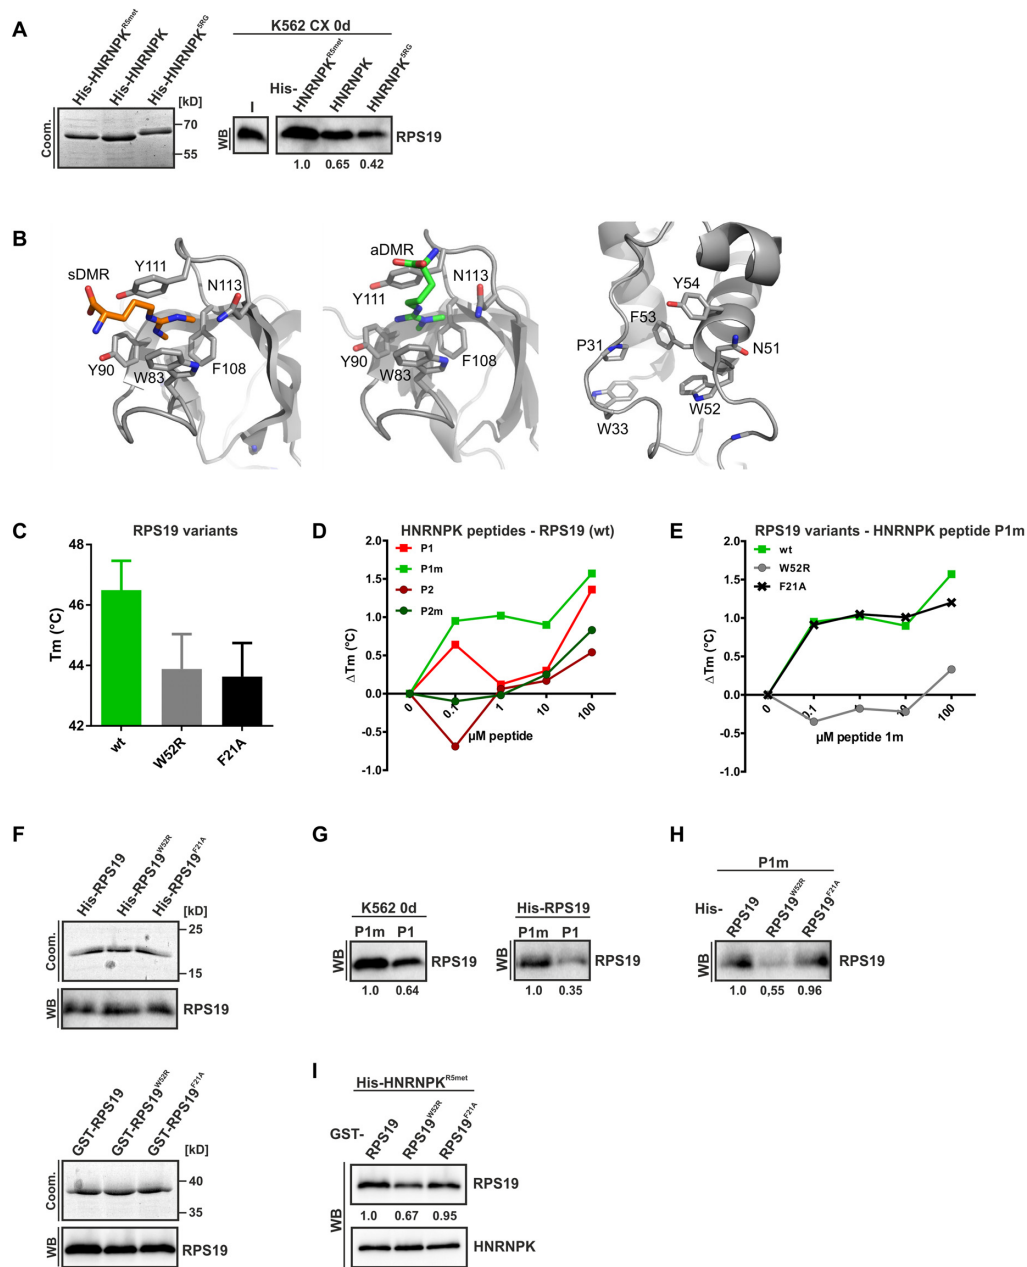 A
His-HNRNPK^R5met
His-HNRNPK
His-HNRNPK^5RG
[kD]
70
55
Coom.
K562 CX 0d
His-
I
HNRNPK^R5met
HNRNPK
HNRNPK^5RG
WB
RPS19
1.0 0.65 0.42
B
sDMR
Y111
N113
Y90
W83
F108
aDMR
Y111
N113
Y90
W83
F108
Y54
F53
P31
N51
W33
W52
C
RPS19 variants
Tm (°C)
48
46
44
42
wt
W52R
F21A
D
HNRNPK peptides - RPS19 (wt)
P1
P1m
P2
P2m
Δ Tm (°C)
2.0
1.5
1.0
0.5
0.0
-0.5
-1.0
0 0.1 1 10 100
µM peptide
E
RPS19 variants - HNRNPK peptide P1m
wt
W52R
F21A
Δ Tm (°C)
2.0
1.5
1.0
0.5
0.0
-0.5
-1.0
0 0.1 100
µM peptide 1m
F
His-RPS19
His-RPS19^W52R
His-RPS19^F21A
[kD]
25
15
Coom.
WB
RPS19
GST-RPS19
GST-RPS19^W52R
GST-RPS19^F21A
[kD]
40
35
Coom.
WB
RPS19
G
K562 0d
P1m P1
WB
RPS19
1.0 0.64
His-RPS19
P1m P1
WB
RPS19
1.0 0.35
H
P1m
His-
RPS19
RPS19^W52R
RPS19^F21A
WB
RPS19
1.0 0,55 0.96
I
His-HNRNPK^R5met
GST-
RPS19
RPS19^W52R
RPS19^F21A
WB
RPS19
1.0 0.67 0.95
HNRNPK